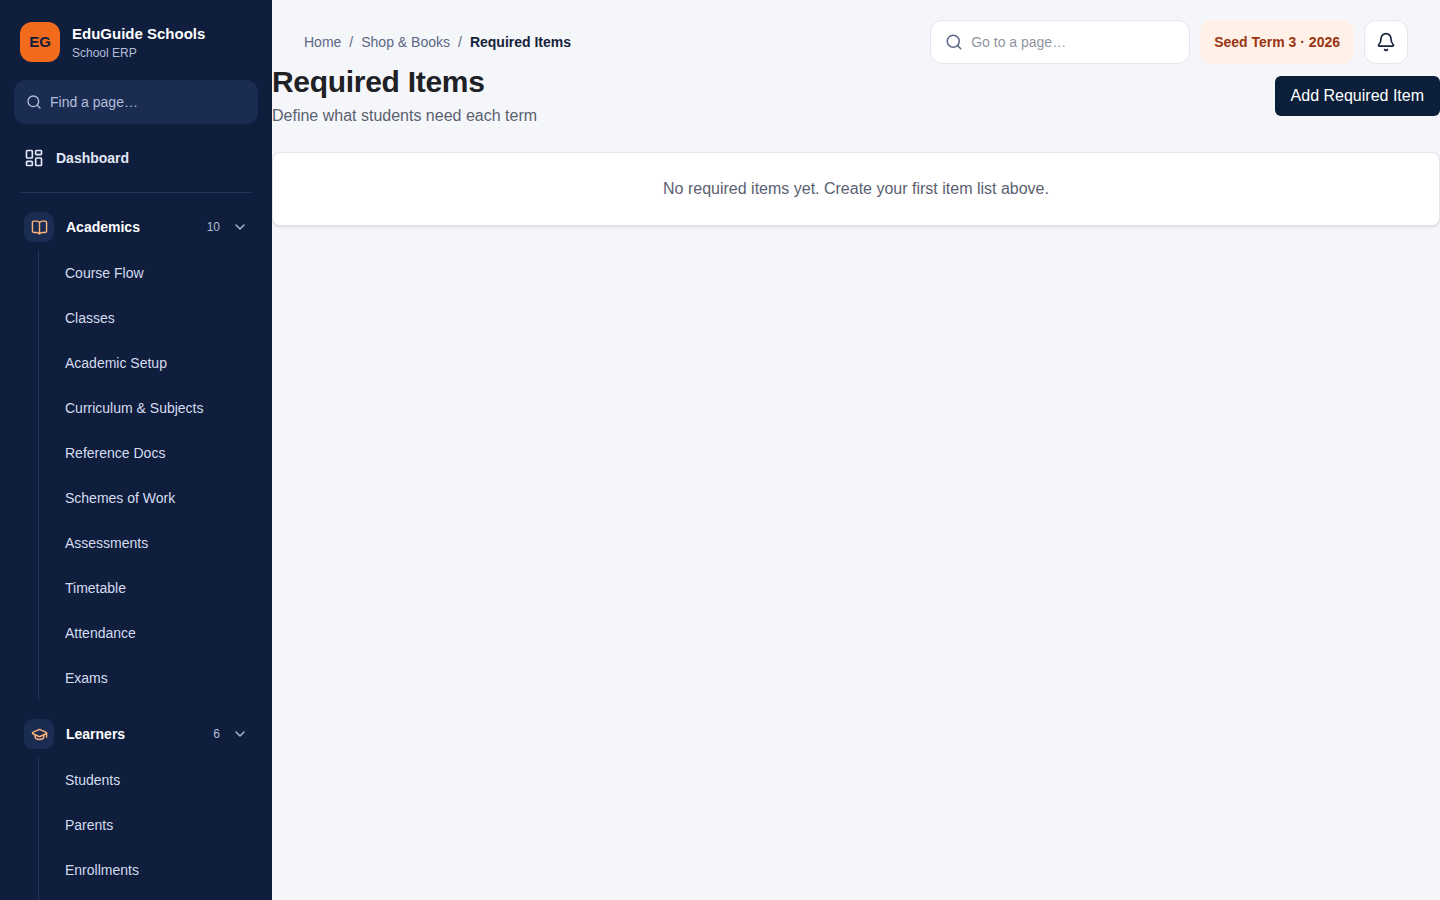 EG
EduGuide Schools
School ERP
Find a page…
Dashboard
Academics 10
Course Flow
Classes
Academic Setup
Curriculum & Subjects
Reference Docs
Schemes of Work
Assessments
Timetable
Attendance
Exams
Learners 6
Students
Parents
Enrollments
Home / Shop & Books / Required Items
Go to a page…
Seed Term 3 · 2026
Required Items
Define what students need each term
Add Required Item
No required items yet. Create your first item list above.